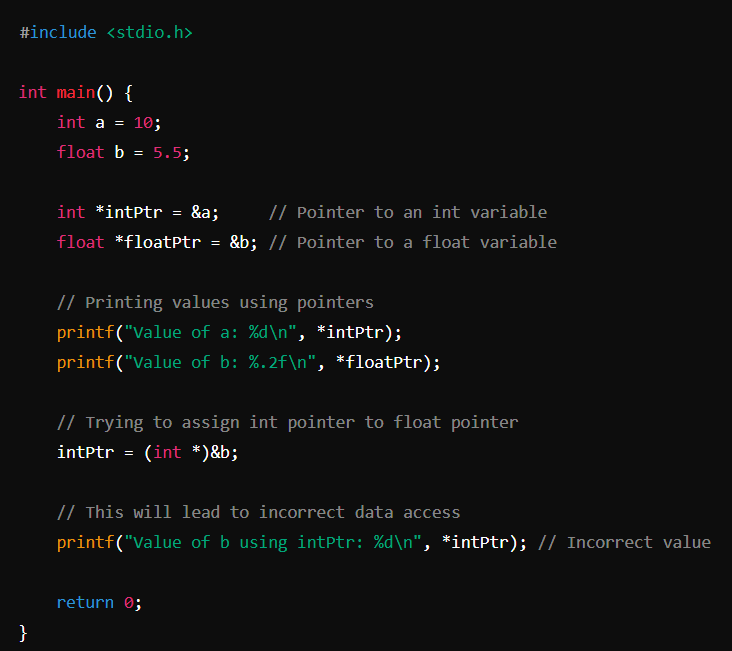 #include <stdio.h>

int main() {
    int a = 10;
    float b = 5.5;

    int *intPtr = &a;     // Pointer to an int variable
    float *floatPtr = &b; // Pointer to a float variable

    // Printing values using pointers
    printf("Value of a: %d\n", *intPtr);
    printf("Value of b: %.2f\n", *floatPtr);

    // Trying to assign int pointer to float pointer
    intPtr = (int *)&b;

    // This will lead to incorrect data access
    printf("Value of b using intPtr: %d\n", *intPtr); // Incorrect value

    return 0;
}